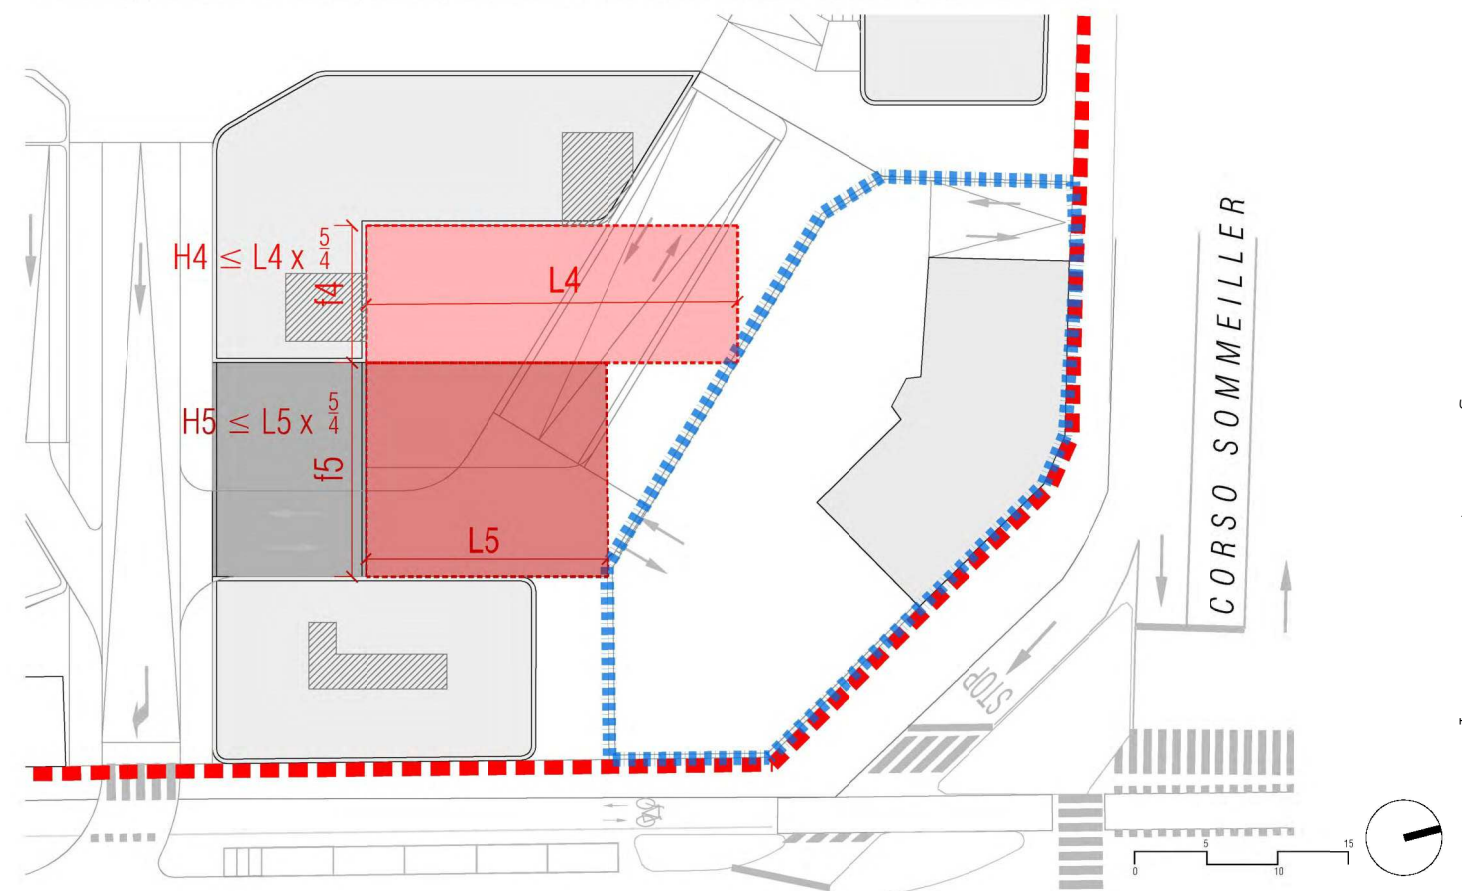 H4 ≤ L4 x 5/4
f4
L4
H5 ≤ L5 x 5/4
f5
L5
CORSO SOMMEILLER
STOP
0 5 10 15